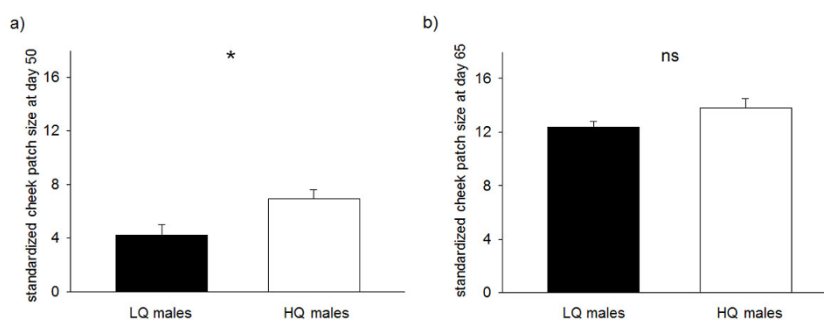 a)
standardized cheek patch size at day 50
16
12
8
4
0
*
LQ males HQ males
b)
standardized cheek patch size at day 65
16
12
8
4
0
ns
LQ males HQ males